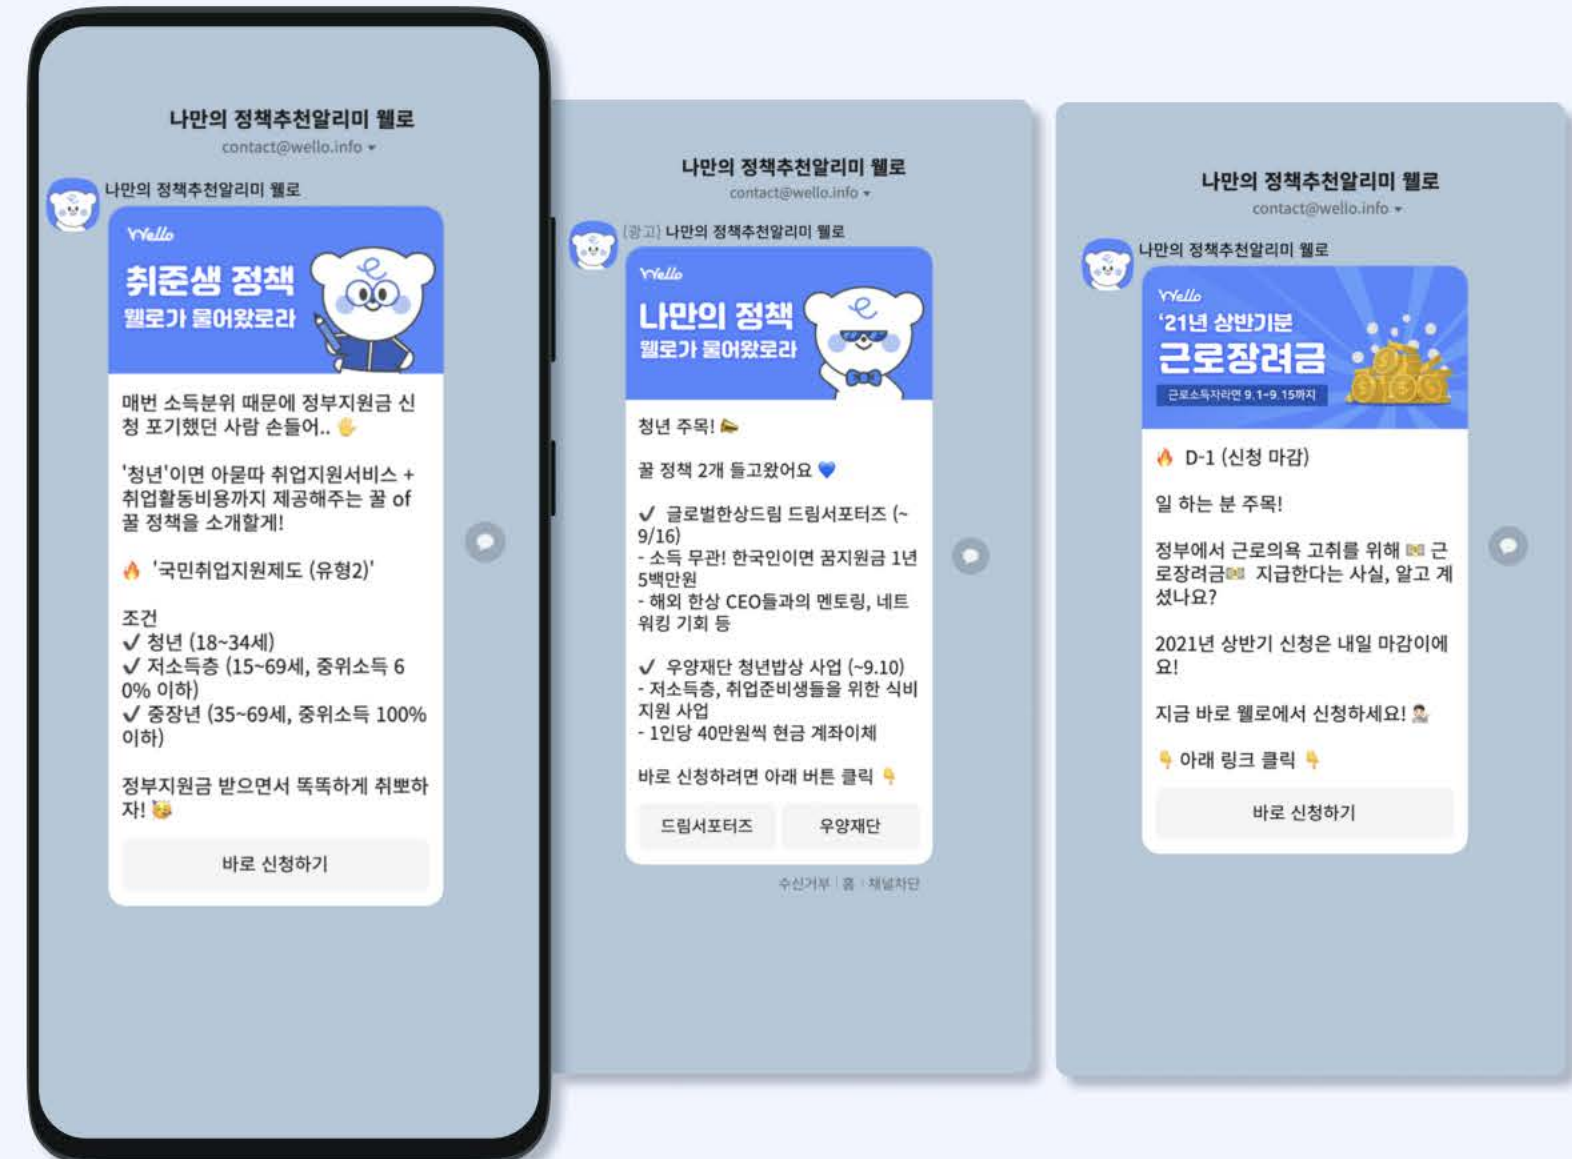 나만의 정책추천알리미 웰로
contact@wello.info
나만의 정책추천알리미 웰로
Wello
취준생 정책
웰로가 물어왔로라
매번 소득분위 때문에 정부지원금 신
청 포기했던 사람 손들어.. 🖐
'청년'이면 아묻따 취업지원서비스 +
취업활동비용까지 제공해주는 꿀 of
꿀 정책을 소개할게!
🔥 '국민취업지원제도 (유형2)'
조건
✓ 청년 (18~34세)
✓ 저소득층 (15~69세, 중위소득 6
0% 이하)
✓ 중장년 (35~69세, 중위소득 100%
이하)
정부지원금 받으면서 똑똑하게 취뽀하
자! 🥳
바로 신청하기
나만의 정책추천알리미 웰로
contact@wello.info
(광고) 나만의 정책추천알리미 웰로
Wello
나만의 정책
웰로가 물어왔로라
청년 주목! 📣
꿀 정책 2개 들고왔어요 💙
✓ 글로벌한상드림 드림서포터즈 (~
9/16)
- 소득 무관! 한국인이면 꿈지원금 1년
5백만원
- 해외 한상 CEO들과의 멘토링, 네트
워킹 기회 등
✓ 우양재단 청년밥상 사업 (~9.10)
- 저소득층, 취업준비생들을 위한 식비
지원 사업
- 1인당 40만원씩 현금 계좌이체
바로 신청하려면 아래 버튼 클릭 👇
드림서포터즈 우양재단
수신거부 | 홈 · 채널차단
나만의 정책추천알리미 웰로
contact@wello.info
나만의 정책추천알리미 웰로
Wello
'21년 상반기분
근로장려금
근로소득자라면 9.1~9.15까지
🔥 D-1 (신청 마감)
일 하는 분 주목!
정부에서 근로의욕 고취를 위해 💵 근
로장려금💵 지급한다는 사실, 알고 계
셨나요?
2021년 상반기 신청은 내일 마감이에
요!
지금 바로 웰로에서 신청하세요! 💁🏻‍♂️
👇 아래 링크 클릭 👇
바로 신청하기